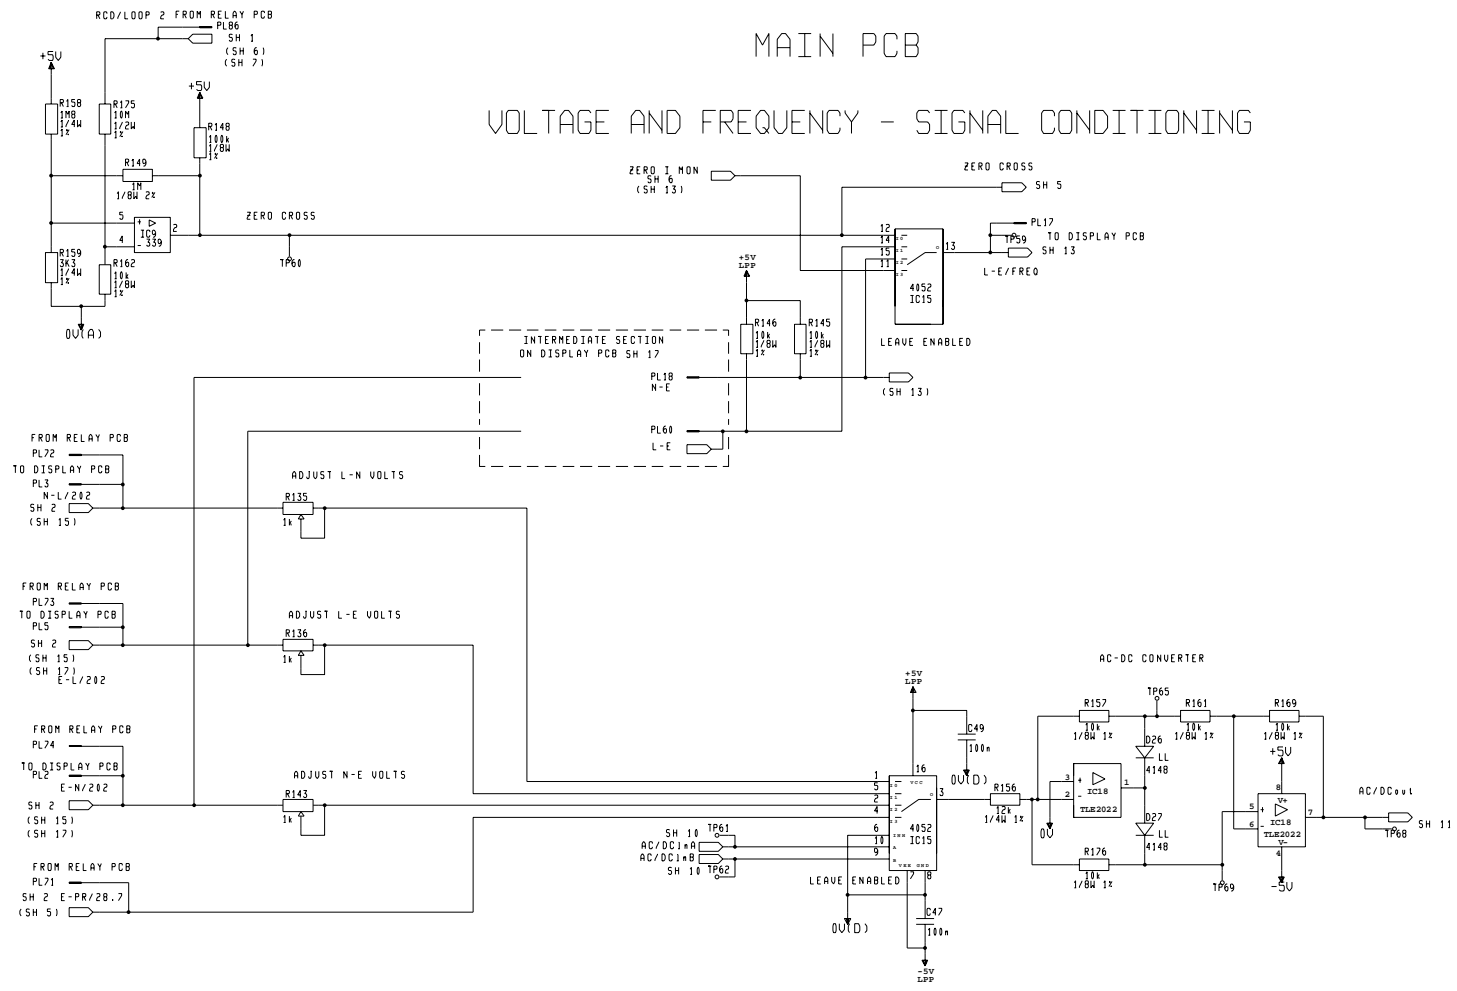 RCD/LOOP 2 FROM RELAY PCB
PL86
SH 1
(SH 6)
(SH 7)
MAIN PCB
VOLTAGE AND FREQUENCY - SIGNAL CONDITIONING
+5V
R158
1M8
1/4W
1%
R175
10M
1/2W
1%
+5V
R148
100k
1/8W
1%
R149
1M
1/8W 2%
5
4
+
-
IC9
339
2
ZERO CROSS
TP60
R159
3K3
1/4W
1%
R162
10k
1/8W
1%
0V(A)
ZERO I MON
SH 6
(SH 13)
ZERO CROSS
SH 5
12
14
15
11
13
4052
IC15
LEAVE ENABLED
PL17
TP59
TO DISPLAY PCB
SH 13
L-E/FREQ
+5V
LPP
R146
10k
1/8W
1%
R145
10k
1/8W
1%
INTERMEDIATE SECTION
ON DISPLAY PCB SH 17
PL18
N-E
PL60
L-E
(SH 13)
FROM RELAY PCB
PL72
TO DISPLAY PCB
PL3
N-L/202
SH 2
(SH 15)
ADJUST L-N VOLTS
R135
1k
FROM RELAY PCB
PL73
TO DISPLAY PCB
PL5
SH 2
(SH 15)
(SH 17)
E-L/202
ADJUST L-E VOLTS
R136
1k
FROM RELAY PCB
PL74
TO DISPLAY PCB
PL2
E-N/202
SH 2
(SH 15)
(SH 17)
ADJUST N-E VOLTS
R143
1k
FROM RELAY PCB
PL71
SH 2 E-PR/28.7
(SH 5)
+5V
LPP
C49
100n
0V(D)
16
VCC
1
5
2
4
3
6
INH
10
A
9
B
4052
IC15
VEE GND
7
8
SH 10
TP61
AC/DCinA
AC/DCinB
SH 10
TP62
LEAVE ENABLED
0V(D)
C47
100n
-5V
LPP
AC-DC CONVERTER
R156
12k
1/4W 1%
R157
10k
1/8W 1%
TP65
R161
10k
1/8W 1%
R169
10k
1/8W 1%
D26
LL
4148
3
2
+
-
1
IC18
TLE2022
0V
D27
LL
4148
R176
10k
1/8W 1%
TP69
+5V
8
V+
5
6
+
-
7
IC18
TLE2022
V-
4
-5V
AC/DCout
SH 11
TP68